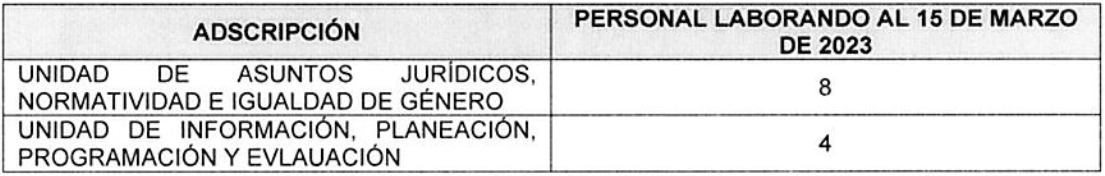 ADSCRIPCIÓN
PERSONAL LABORANDO AL 15 DE MARZO
DE 2023
UNIDAD DE ASUNTOS JURÍDICOS,
NORMATIVIDAD E IGUALDAD DE GÉNERO
8
UNIDAD DE INFORMACIÓN, PLANEACIÓN,
PROGRAMACIÓN Y EVLAUACIÓN
4